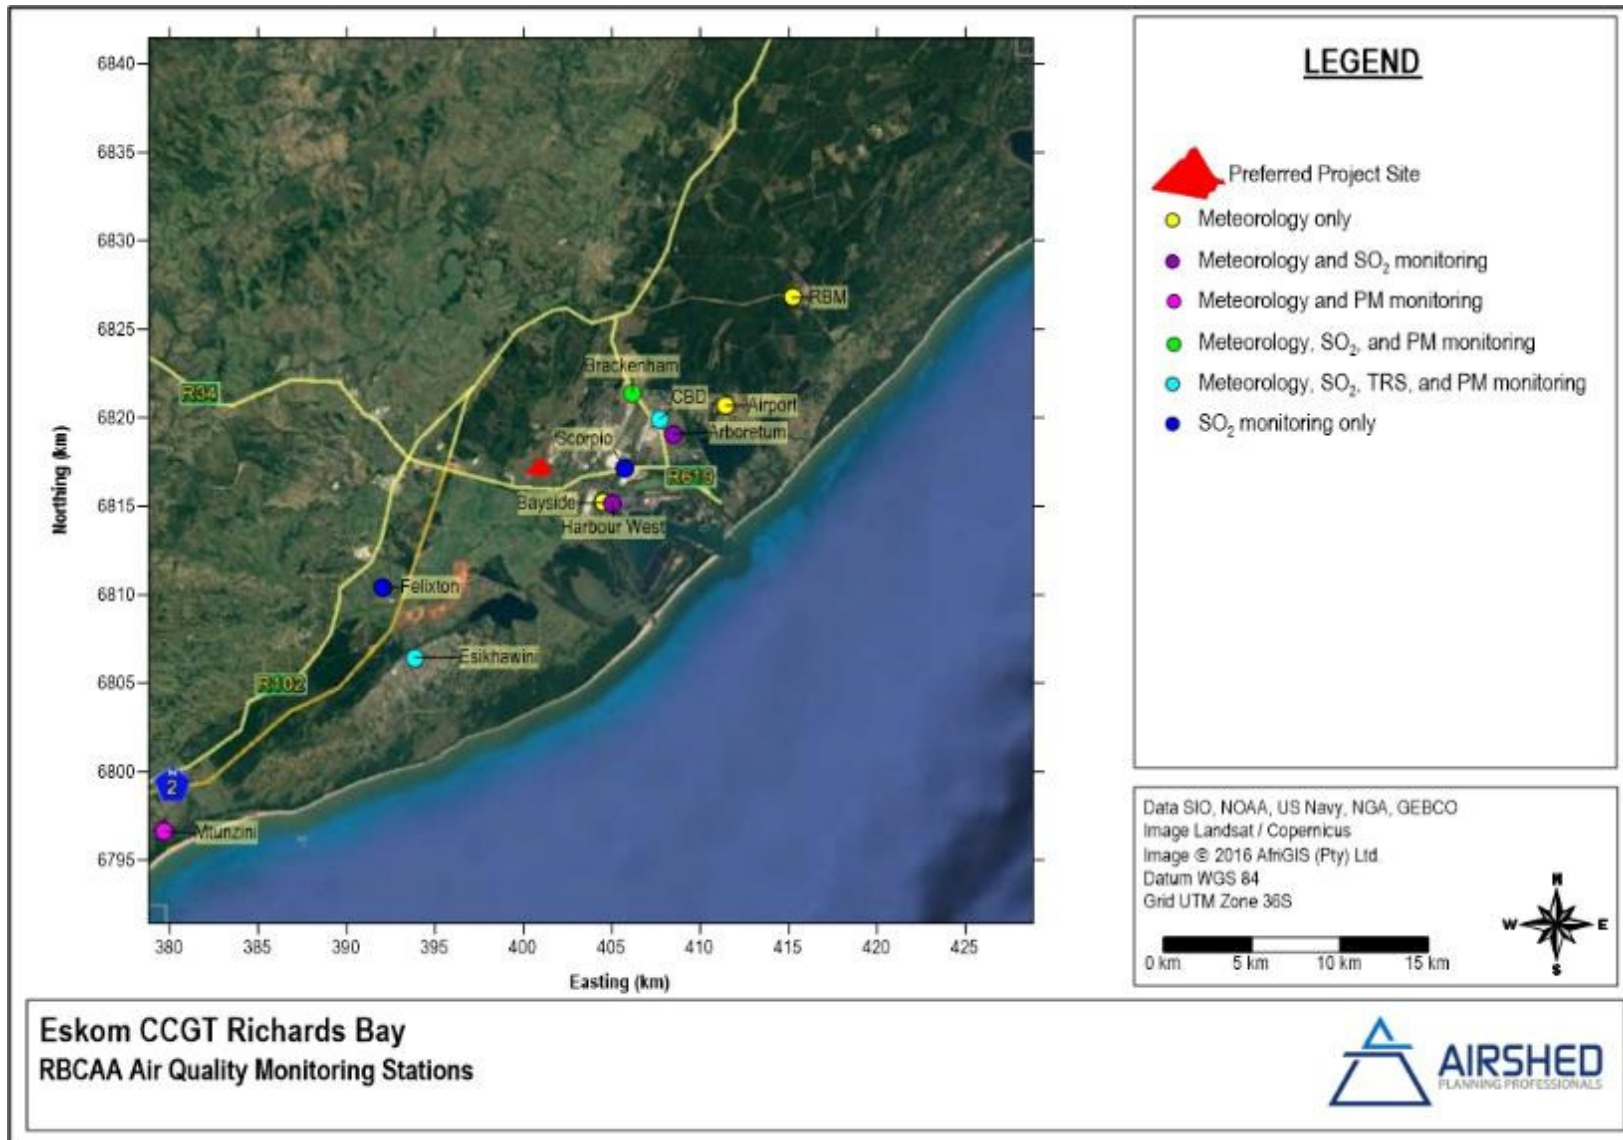 6840
6835
6830
6825
6820
6815
6810
6805
6800
6795
Northing (km)
380 385 390 395 400 405 410 415 420 425
Easting (km)
RBM
Brackenham
R34
CBD
Airport
Scorpio
Arboretum
R619
Bayside
Harbour West
Felixton
Esikhawini
R102
N
2
Mtunzini
LEGEND
Preferred Project Site
Meteorology only
Meteorology and SO₂ monitoring
Meteorology and PM monitoring
Meteorology, SO₂, and PM monitoring
Meteorology, SO₂, TRS, and PM monitoring
SO₂ monitoring only
Data SIO, NOAA, US Navy, NGA, GEBCO
Image Landsat / Copernicus
Image © 2016 AfriGIS (Pty) Ltd.
Datum WGS 84
Grid UTM Zone 36S
N
W E
S
0 km 5 km 10 km 15 km
Eskom CCGT Richards Bay
RBCAA Air Quality Monitoring Stations
AIRSHED
PLANNING PROFESSIONALS